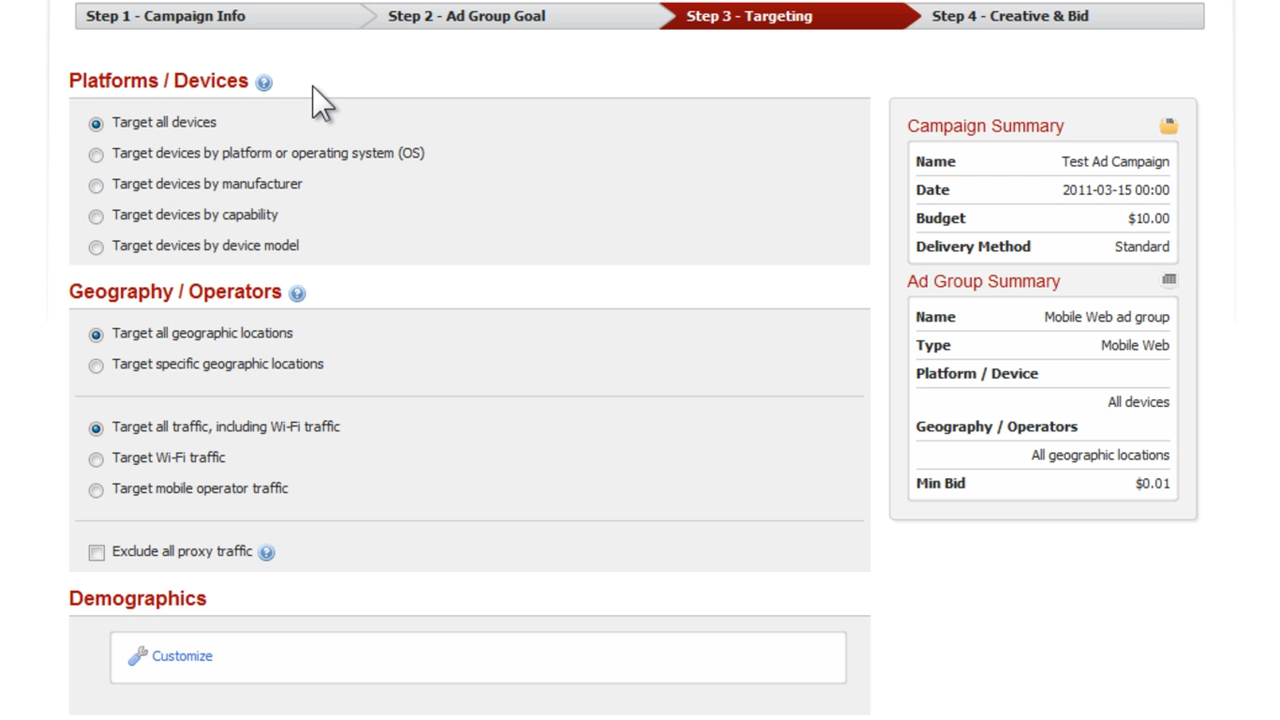 Step 1 - Campaign Info
Step 2 - Ad Group Goal
Step 3 - Targeting
Step 4 - Creative & Bid
Platforms / Devices
Target all devices
Target devices by platform or operating system (OS)
Target devices by manufacturer
Target devices by capability
Target devices by device model
Geography / Operators
Target all geographic locations
Target specific geographic locations
Target all traffic, including Wi-Fi traffic
Target Wi-Fi traffic
Target mobile operator traffic
Exclude all proxy traffic
Demographics
Customize
Campaign Summary
Name Test Ad Campaign
Date 2011-03-15 00:00
Budget $10.00
Delivery Method Standard
Ad Group Summary
Name Mobile Web ad group
Type Mobile Web
Platform / Device
All devices
Geography / Operators
All geographic locations
Min Bid $0.01